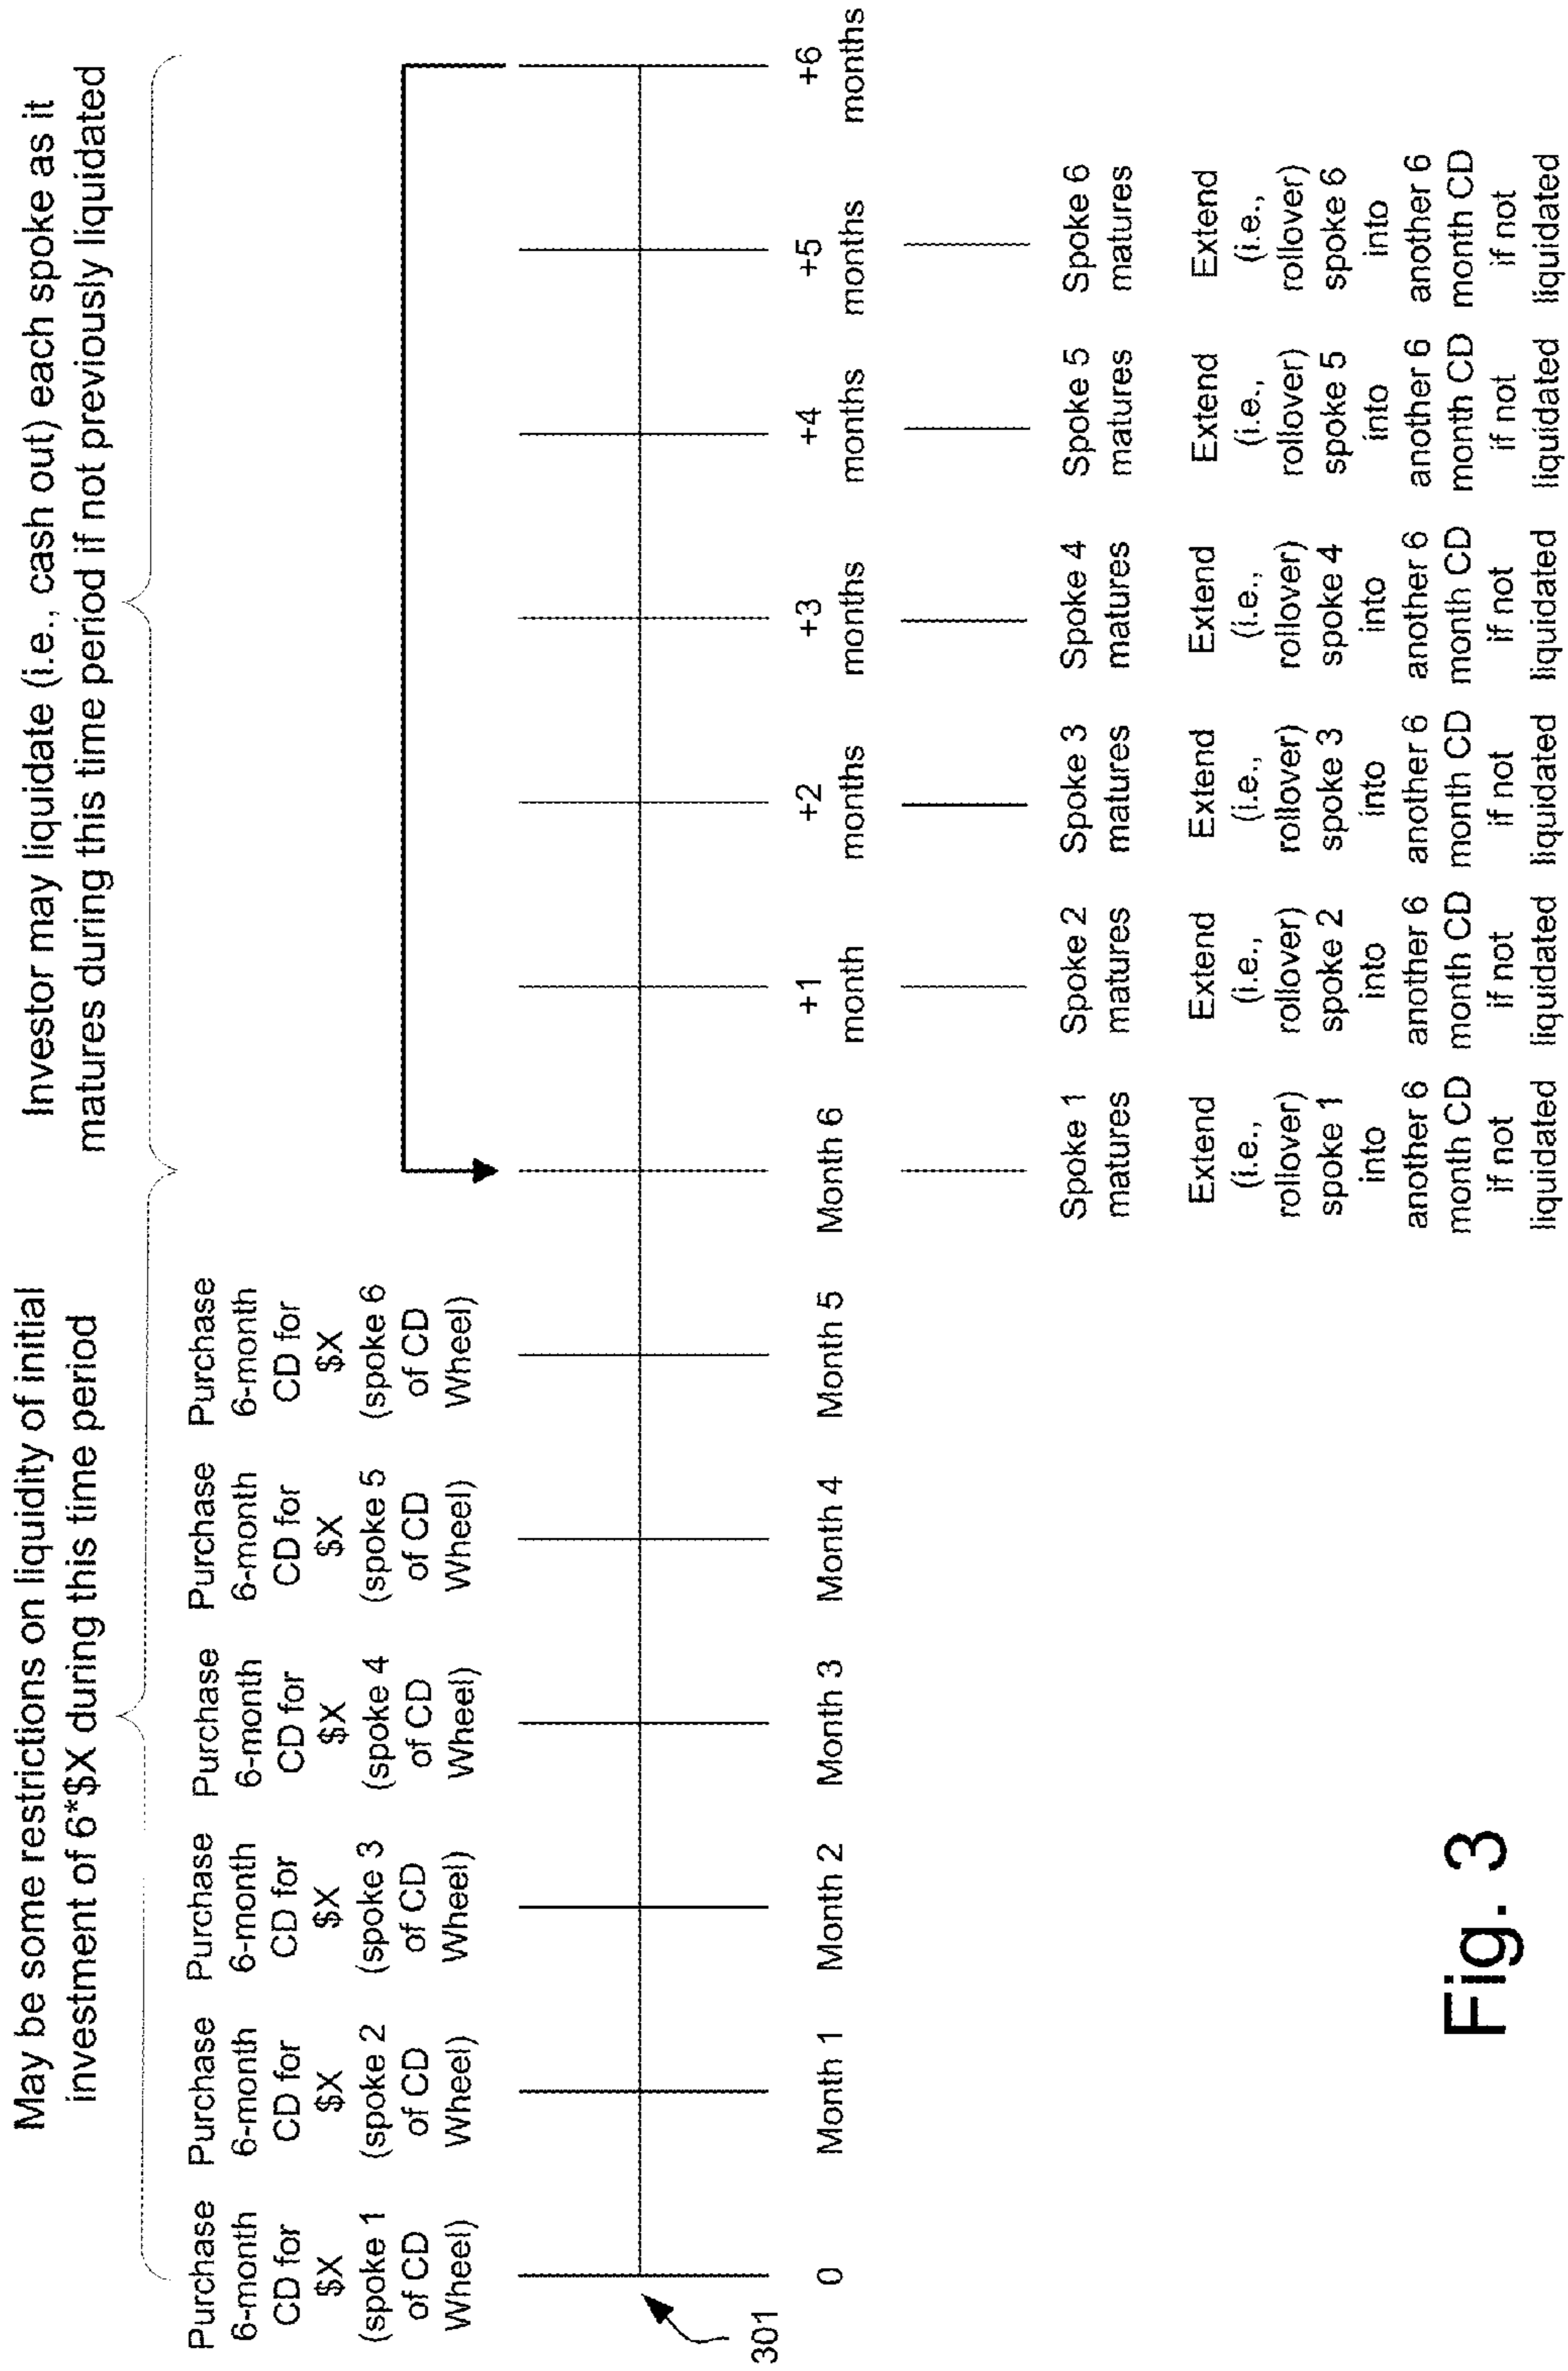 May be some restrictions on liquidity of initial
investment of 6*$X during this time period
Investor may liquidate (i.e., cash out) each spoke as it
matures during this time period if not previously liquidated
Purchase
6-month
CD for
$X
(spoke 1
of CD
Wheel)
Purchase
6-month
CD for
$X
(spoke 2
of CD
Wheel)
Purchase
6-month
CD for
$X
(spoke 3
of CD
Wheel)
Purchase
6-month
CD for
$X
(spoke 4
of CD
Wheel)
Purchase
6-month
CD for
$X
(spoke 5
of CD
Wheel)
Purchase
6-month
CD for
$X
(spoke 6
of CD
Wheel)
301
0
Month 1
Month 2
Month 3
Month 4
Month 5
Month 6
+1
month
+2
months
+3
months
+4
months
+5
months
+6
months
Spoke 1
matures
Extend
(i.e.,
rollover)
spoke 1
into
another 6
month CD
if not
liquidated
Spoke 2
matures
Extend
(i.e.,
rollover)
spoke 2
into
another 6
month CD
if not
liquidated
Spoke 3
matures
Extend
(i.e.,
rollover)
spoke 3
into
another 6
month CD
if not
liquidated
Spoke 4
matures
Extend
(i.e.,
rollover)
spoke 4
into
another 6
month CD
if not
liquidated
Spoke 5
matures
Extend
(i.e.,
rollover)
spoke 5
into
another 6
month CD
if not
liquidated
Spoke 6
matures
Extend
(i.e.,
rollover)
spoke 6
into
another 6
month CD
if not
liquidated
Fig. 3